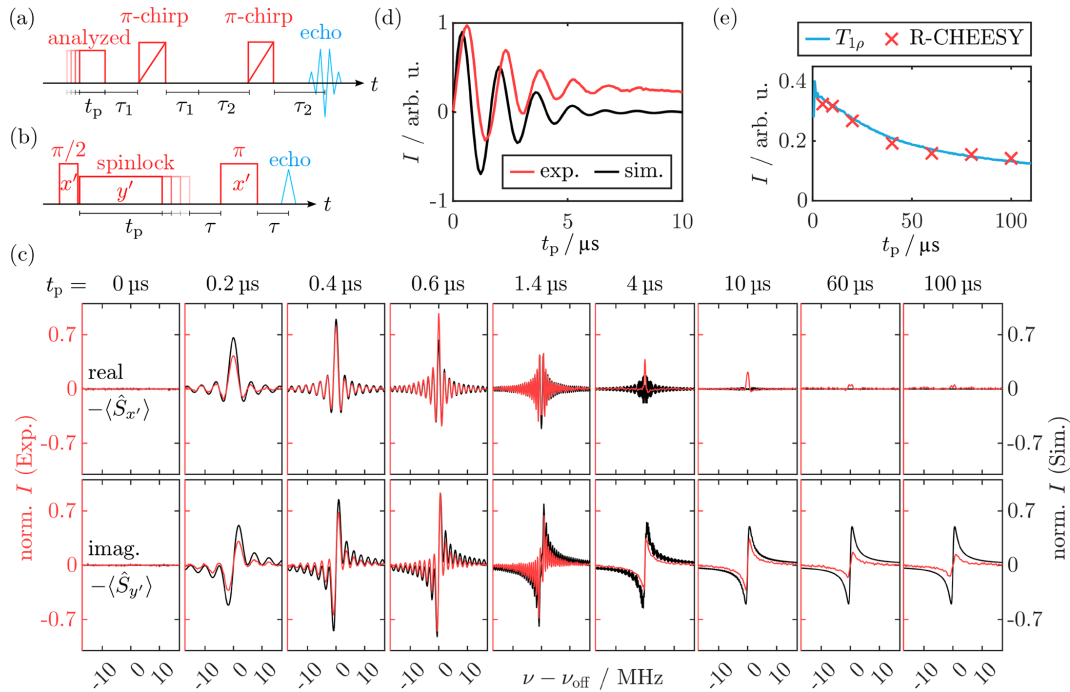 (a)
π-chirp
π-chirp
analyzed
echo
t
tp
τ1
τ1
τ2
τ2
(b)
π/2
spinlock
π
echo
x′
y′
x′
t
tp
τ
τ
(d)
1
0
-1
I / arb. u.
exp.
sim.
0
5
10
tp / µs
(e)
T1ρ
R-CHEESY
0.4
0.2
0
I / arb. u.
0
50
100
tp / µs
(c)
tp =
0 µs
0.2 µs
0.4 µs
0.6 µs
1.4 µs
4 µs
10 µs
60 µs
100 µs
0.7
0
-0.7
real
−⟨Ŝx′⟩
0.7
0
-0.7
0.7
0
-0.7
imag.
−⟨Ŝy′⟩
0.7
0
-0.7
norm. I (Exp.)
norm. I (Sim.)
-10 0 10 -10 0 10 -10 0 10 -10 0 10 -10 0 10 -10 0 10 -10 0 10 -10 0 10 -10 0 10
ν − νoff / MHz